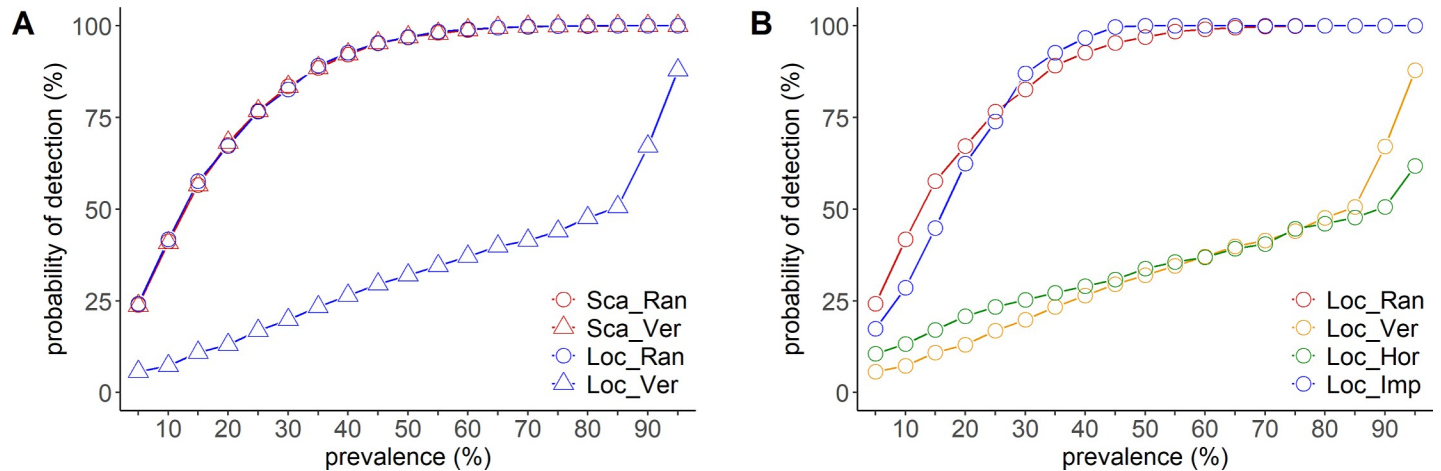 A
probability of detection (%)
100
75
50
25
0
Sca_Ran
Sca_Ver
Loc_Ran
Loc_Ver
10 20 30 40 50 60 70 80 90
prevalence (%)
B
probability of detection (%)
100
75
50
25
0
Loc_Ran
Loc_Ver
Loc_Hor
Loc_Imp
10 20 30 40 50 60 70 80 90
prevalence (%)